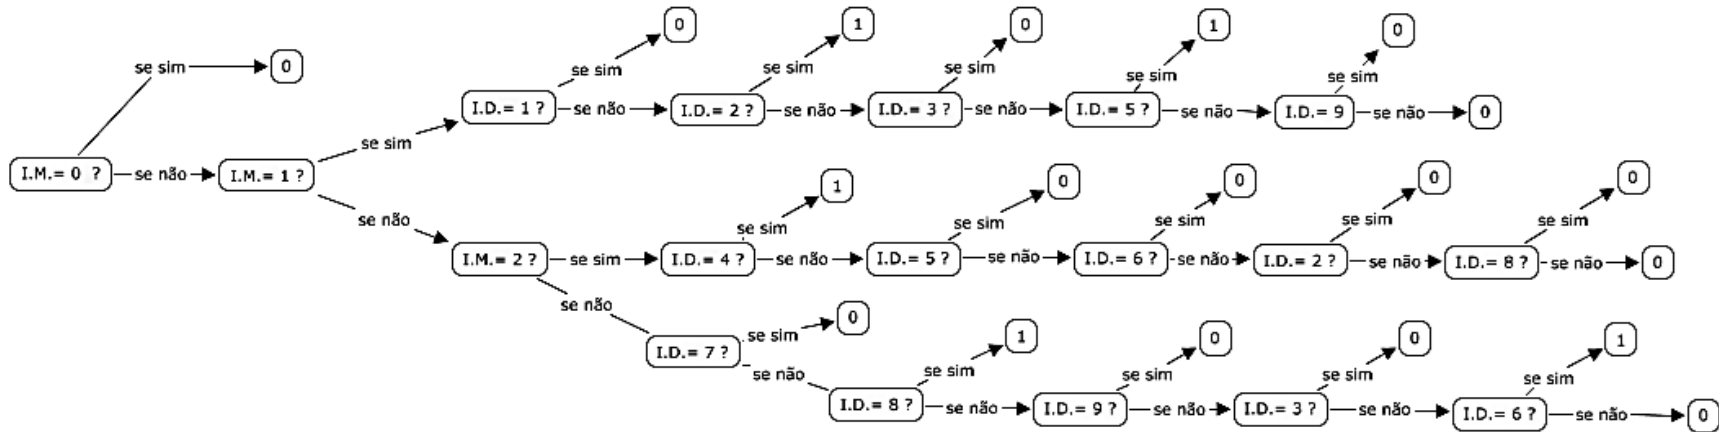 0
1
0
1
0
se sim
0
se sim
se sim
se sim
se sim
se sim
I.D.= 1 ?
se não
I.D.= 2 ?
se não
I.D.= 3 ?
se não
I.D.= 5 ?
se não
I.D.= 9
se não
0
se sim
I.M.= 0 ?
se não
I.M.= 1 ?
se não
1
0
0
0
0
se sim
se sim
se sim
se sim
se sim
I.M.= 2 ?
se sim
I.D.= 4 ?
se não
I.D.= 5 ?
se não
I.D.= 6 ?
se não
I.D.= 2 ?
se não
I.D.= 8 ?
se não
0
se não
0
1
0
0
1
I.D.= 7 ?
se sim
se não
se sim
se sim
se sim
se sim
I.D.= 8 ?
se não
I.D.= 9 ?
se não
I.D.= 3 ?
se não
I.D.= 6 ?
se não
0